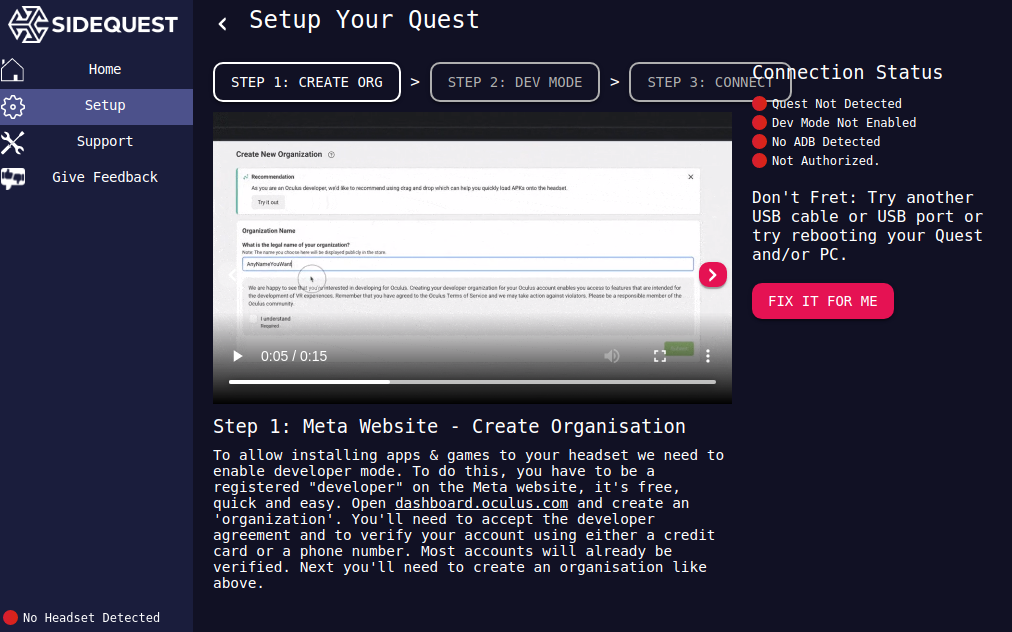 SIDEQUEST
Home
Setup
Support
Give Feedback
No Headset Detected
Setup Your Quest
STEP 1: CREATE ORG > STEP 2: DEV MODE > STEP 3: CONNECT
Create New Organization
Recommendation
As you are an Oculus developer, we'd like to recommend using drag and drop which can help you quickly load APKs onto the headset.
Try it out
Organization Name
What is the legal name of your organization?
Note: The name you choose here will be displayed publicly in the store.
AnyNameYouWant
We are happy to see that you're interested in developing for Oculus. Creating your developer organization for your Oculus account enables you access to features that are intended for
the development of VR experiences. Remember that you have agreed to the Oculus Terms of Service and we may take action against violators. Please be a responsible member of the
Oculus community.
I understand
Required
0:05 / 0:15
Step 1: Meta Website - Create Organisation
To allow installing apps & games to your headset we need to
enable developer mode. To do this, you have to be a
registered "developer" on the Meta website, it's free,
quick and easy. Open dashboard.oculus.com and create an
'organization'. You'll need to accept the developer
agreement and to verify your account using either a credit
card or a phone number. Most accounts will already be
verified. Next you'll need to create an organisation like
above.
Connection Status
Quest Not Detected
Dev Mode Not Enabled
No ADB Detected
Not Authorized.
Don't Fret: Try another
USB cable or USB port or
try rebooting your Quest
and/or PC.
FIX IT FOR ME